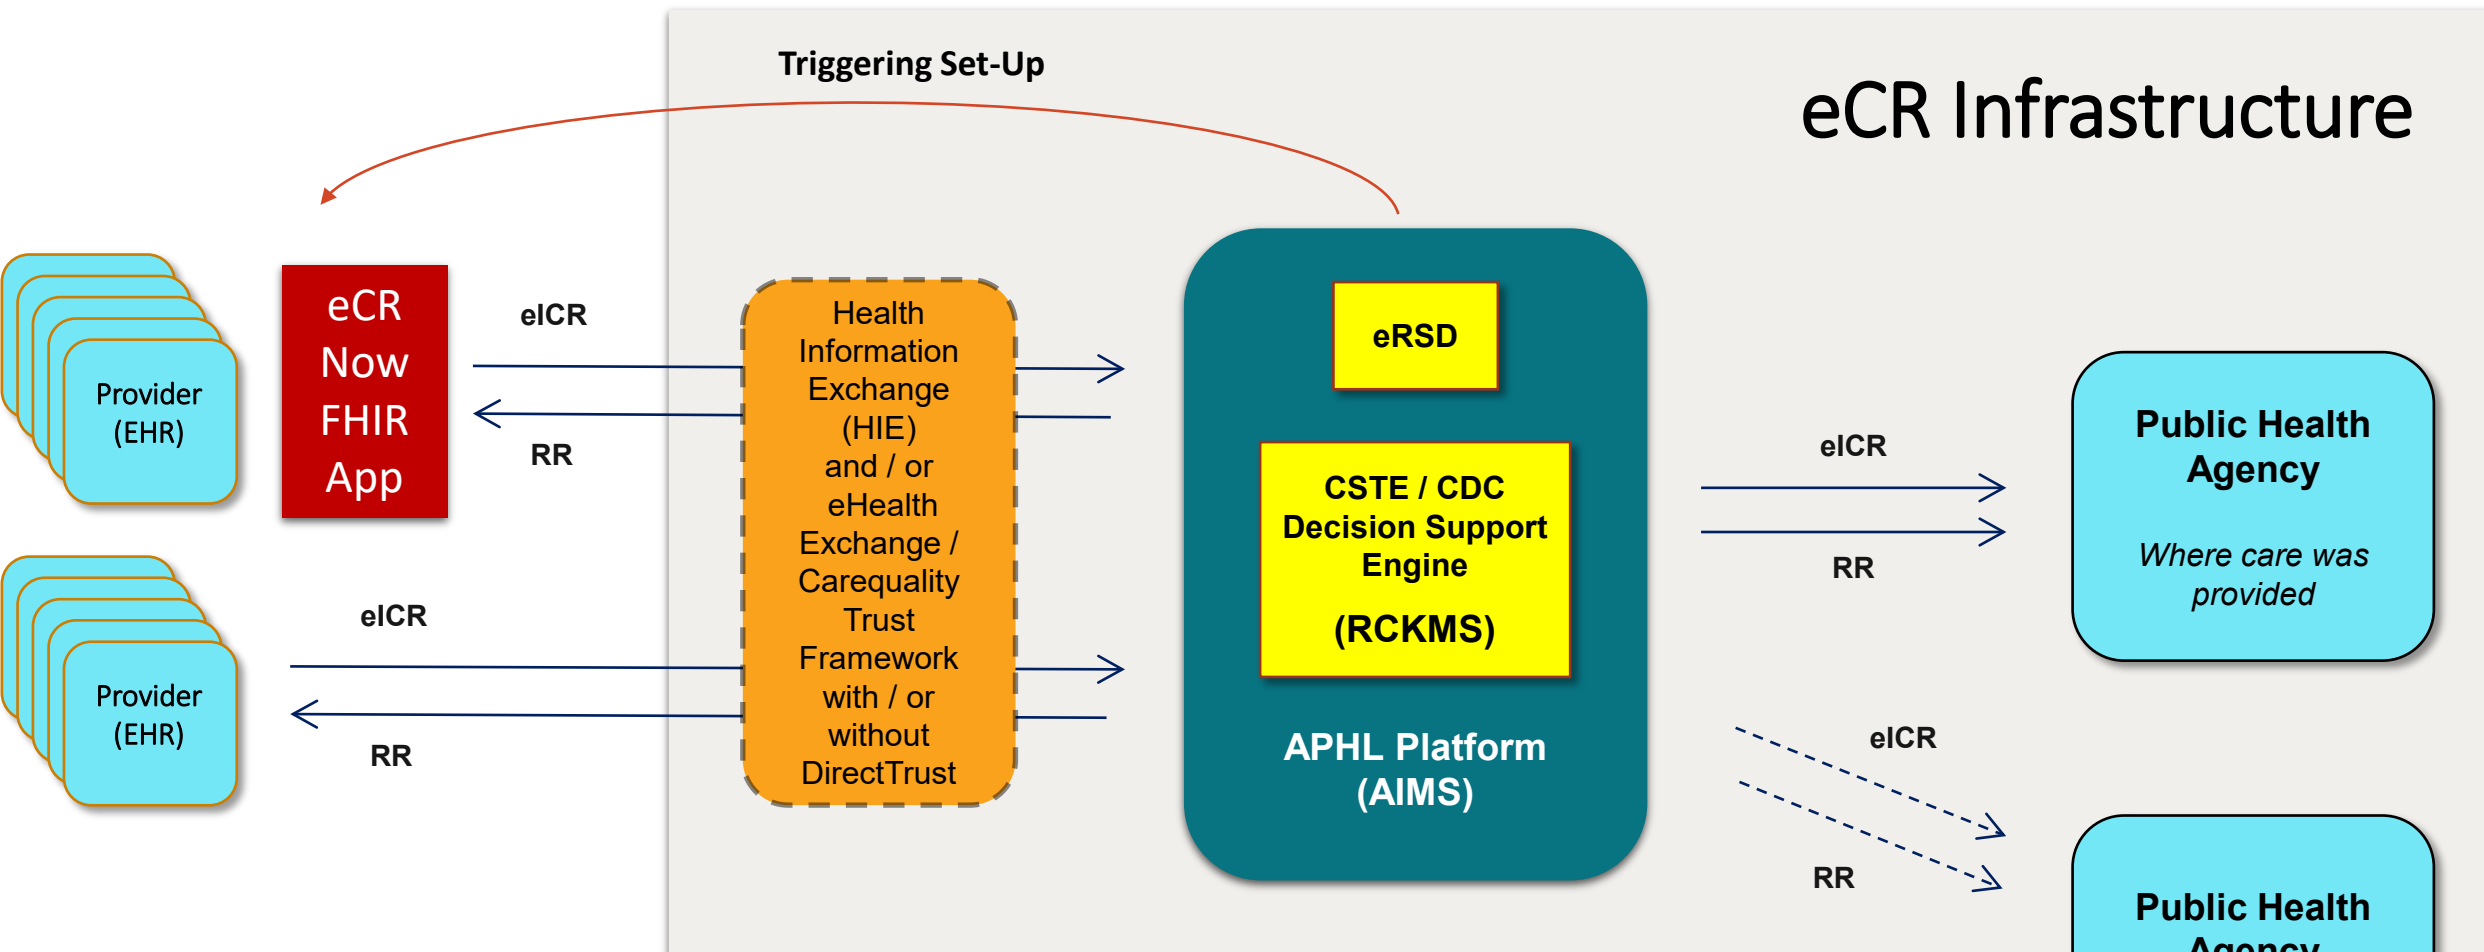 Triggering Set-Up
eCR Infrastructure
Provider
(EHR)
eCR
Now
FHIR
App
eICR
RR
Provider
(EHR)
eICR
RR
Health
Information
Exchange
(HIE)
and / or
eHealth
Exchange /
Carequality
Trust
Framework
with / or
without
DirectTrust
eRSD
CSTE / CDC
Decision Support
Engine
(RCKMS)
APHL Platform
(AIMS)
eICR
RR
Public Health
Agency
Where care was
provided
eICR
RR
Public Health
Agency